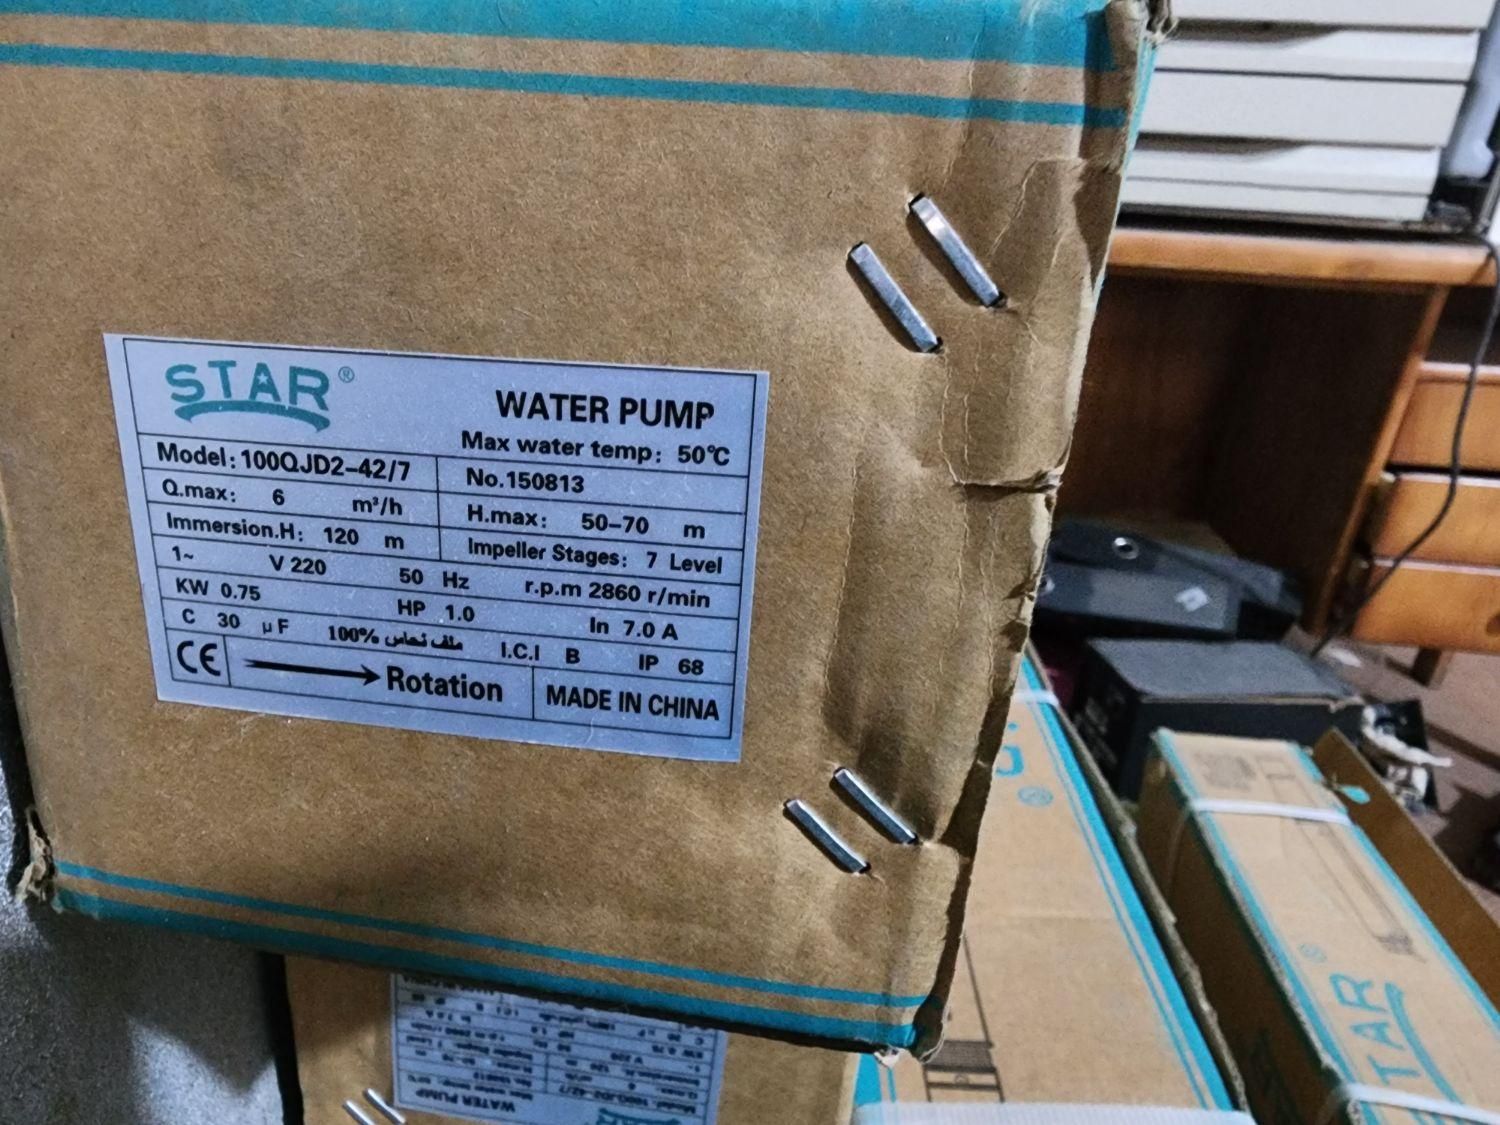 STAR®
WATER PUMP
Max water temp: 50℃
Model: 100QJD2-42/7
No.150813
Q.max: 6 m³/h
H.max: 50-70 m
Immersion.H: 120 m
Impeller Stages: 7 Level
1~ V 220 50 Hz r.p.m 2860 r/min
KW 0.75 HP 1.0 In 7.0 A
C 30 μF 100% ملف نحاس I.C.I B IP 68
CE
Rotation
MADE IN CHINA
WATER PUMP
STAR®